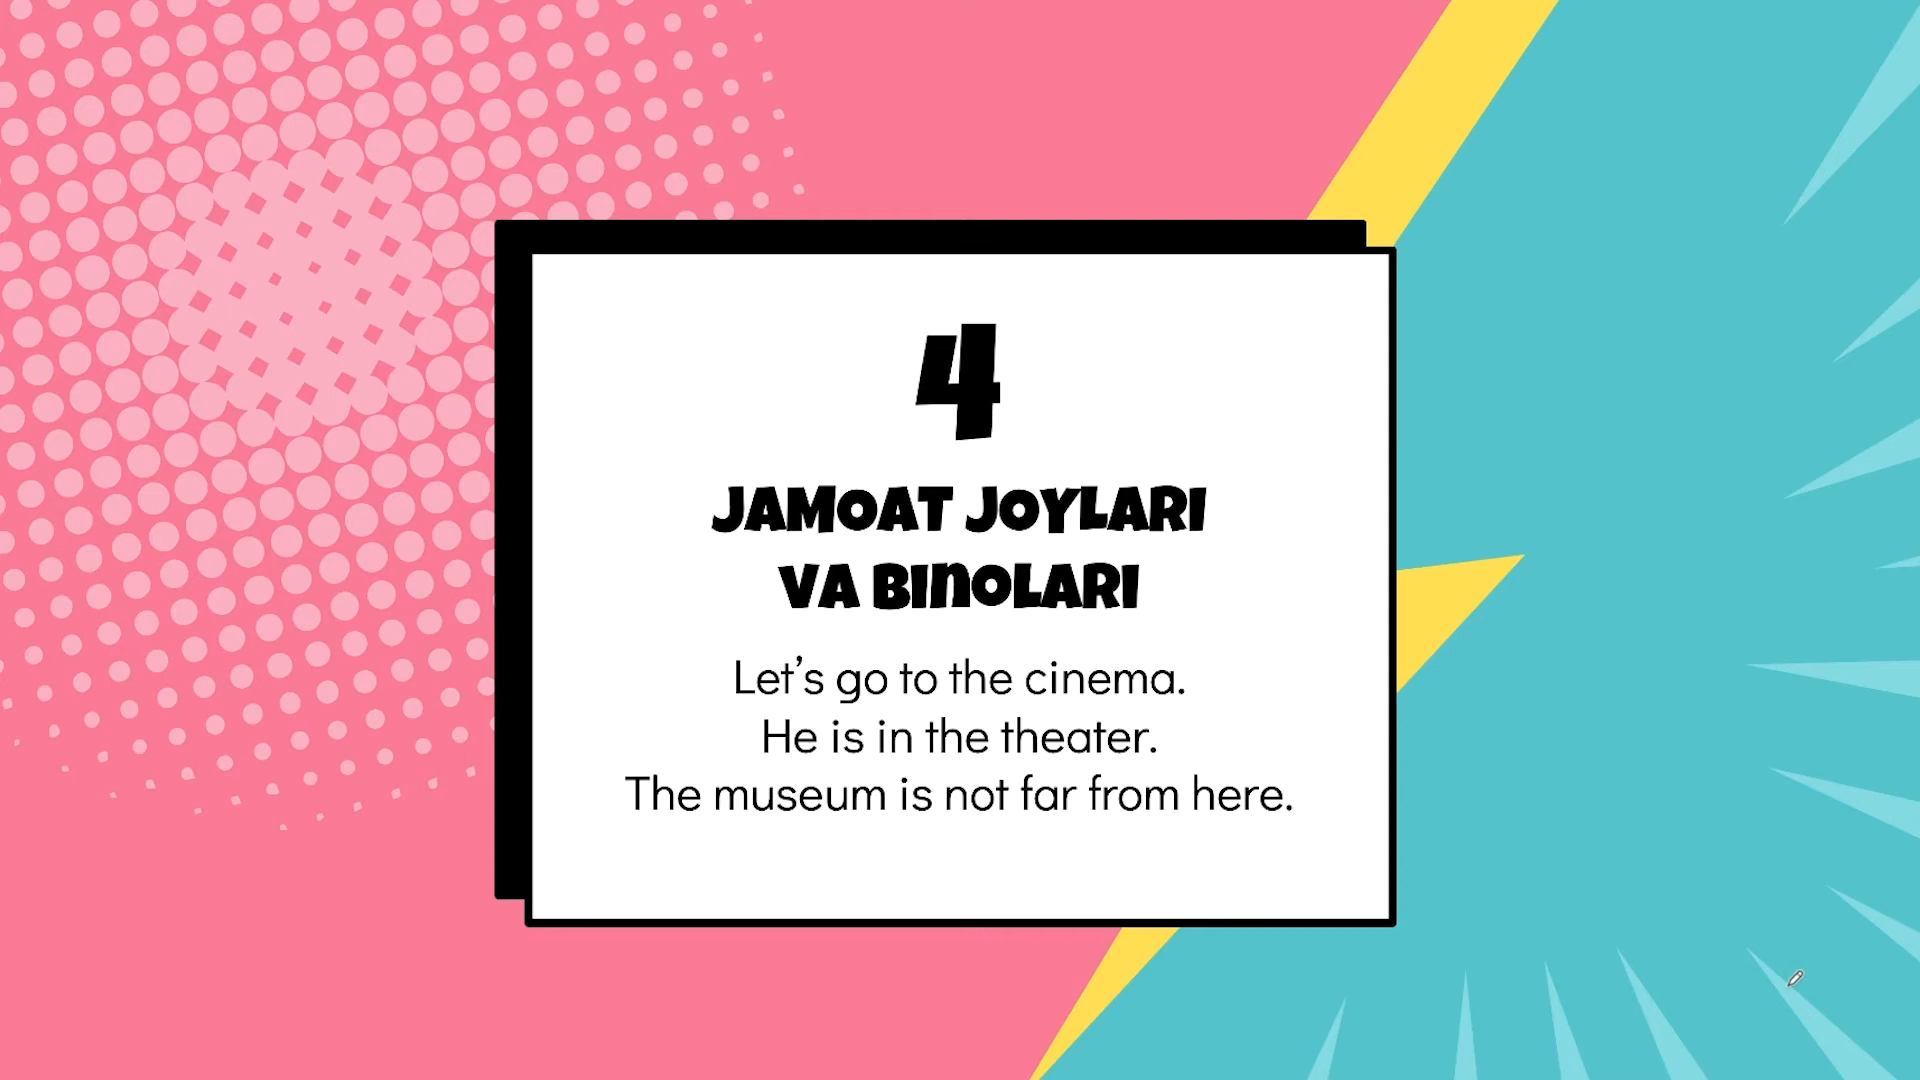 4
JAMOAT JOYLARI
VA BINOLARI
Let’s go to the cinema.
He is in the theater.
The museum is not far from here.